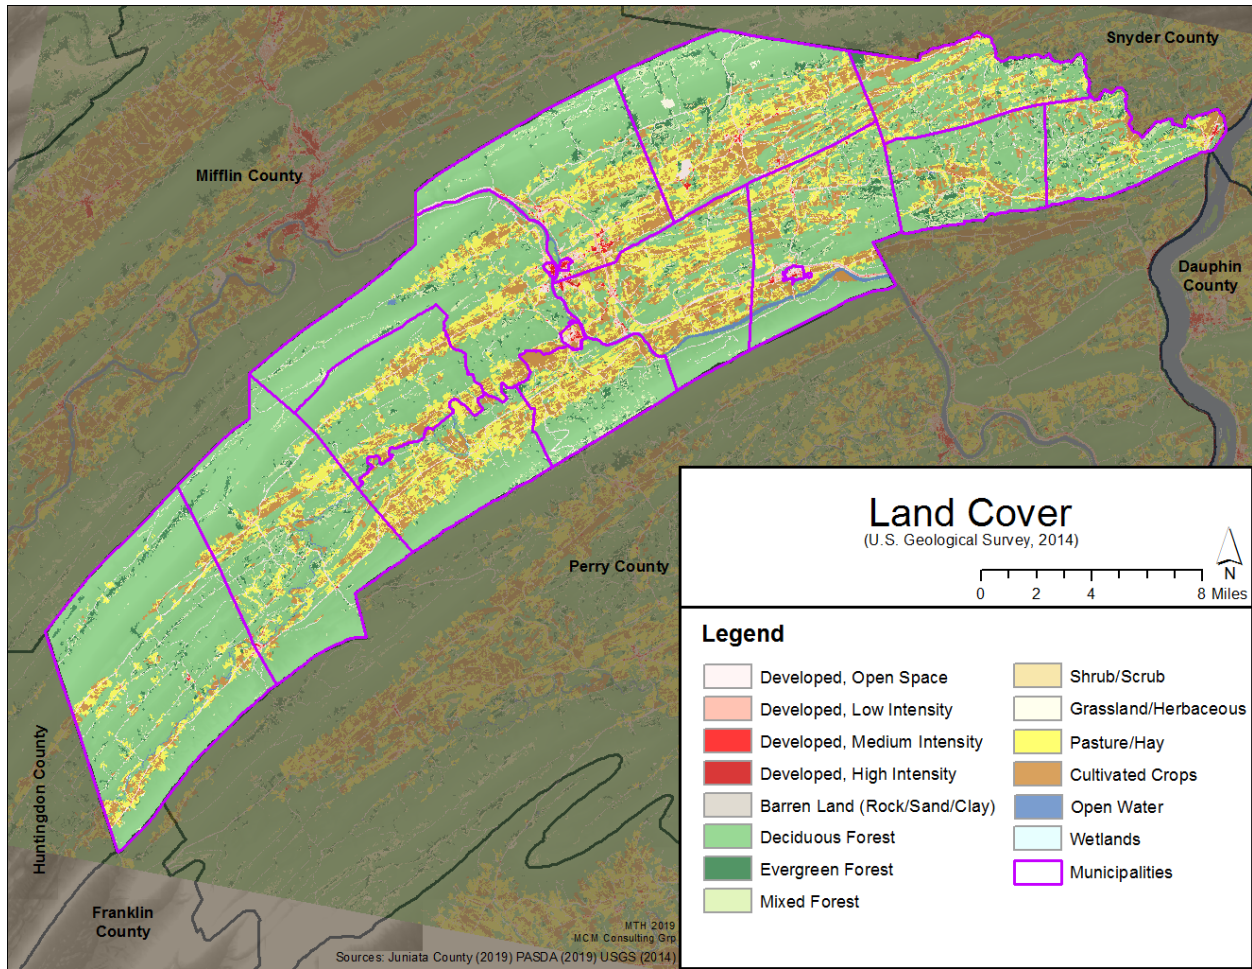 Snyder County
Mifflin County
Dauphin
County
Perry County
Huntingdon County
Franklin
County
MTH 2019
MCM Consulting Grp
Sources: Juniata County (2019) PASDA (2019) USGS (2014)
Land Cover
(U.S. Geological Survey, 2014)
N
0 2 4 8 Miles
Legend
Developed, Open Space
Developed, Low Intensity
Developed, Medium Intensity
Developed, High Intensity
Barren Land (Rock/Sand/Clay)
Deciduous Forest
Evergreen Forest
Mixed Forest
Shrub/Scrub
Grassland/Herbaceous
Pasture/Hay
Cultivated Crops
Open Water
Wetlands
Municipalities